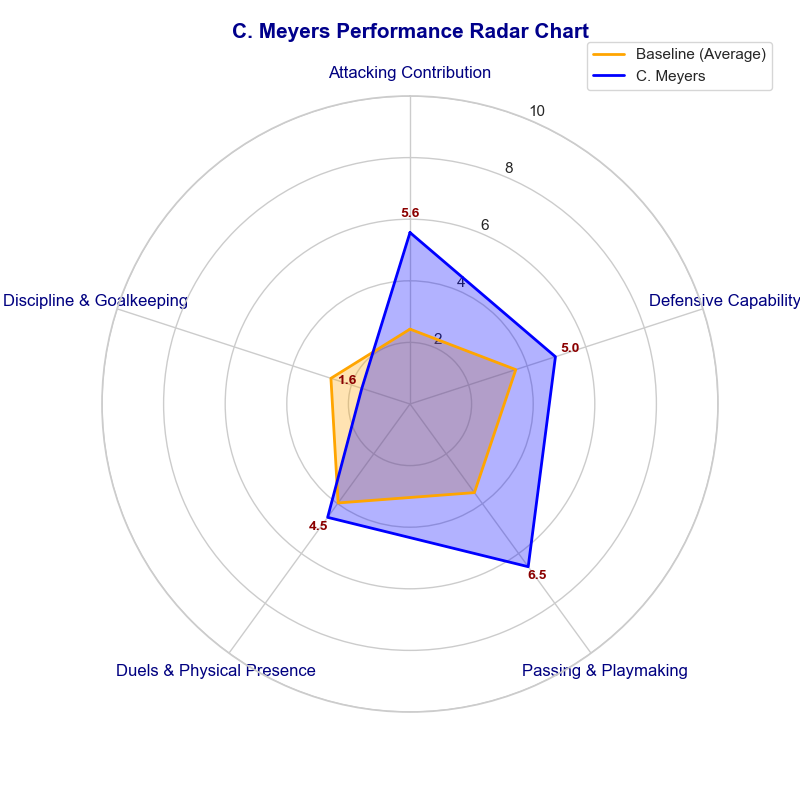 C. Meyers Performance Radar Chart
Baseline (Average)
C. Meyers
Attacking Contribution
10
8
5.6
6
4
Discipline & Goalkeeping
Defensive Capability
2
5.0
1.6
4.5
6.5
Duels & Physical Presence
Passing & Playmaking